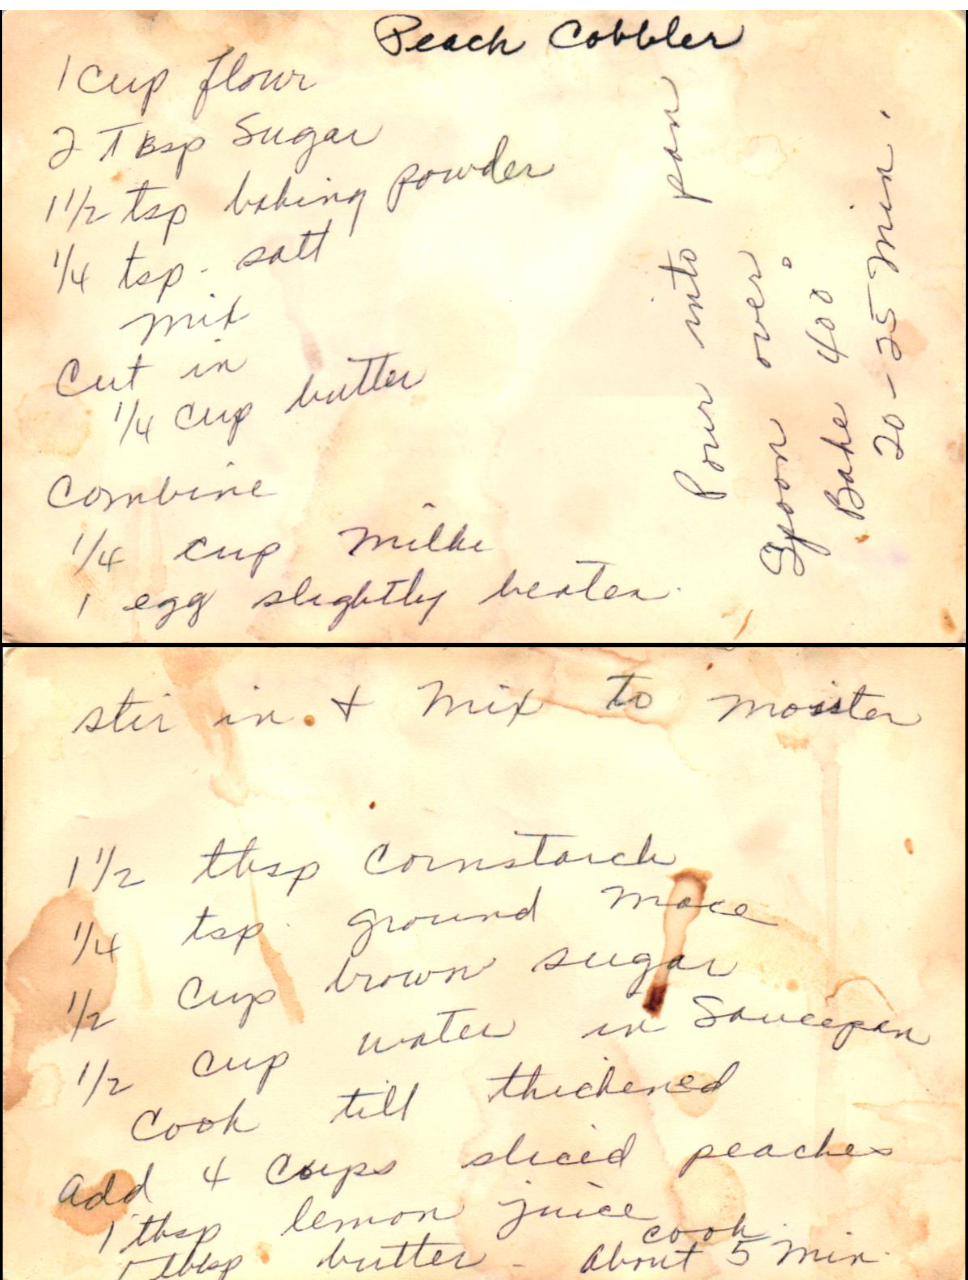 Peach Cobbler
1 cup flour
2 TBsp Sugar
1 1/2 tsp baking powder
1/4 tsp. salt
Mix
Cut in
1/4 cup butter
Combine
1/4 cup Milk
1 egg slightly beaten.
Pour into pan
Spoon over.
Bake 400°
20-25 Min.
stir in & Mix to moisten
1 1/2 tbsp Cornstarch
1/4 tsp. ground mace
1/2 Cup brown sugar
1/2 cup water in Saucepan
Cook till thickened
add 4 Cups sliced peaches
1 tbsp lemon juice
tbsp butter - cook
About 5 Min.